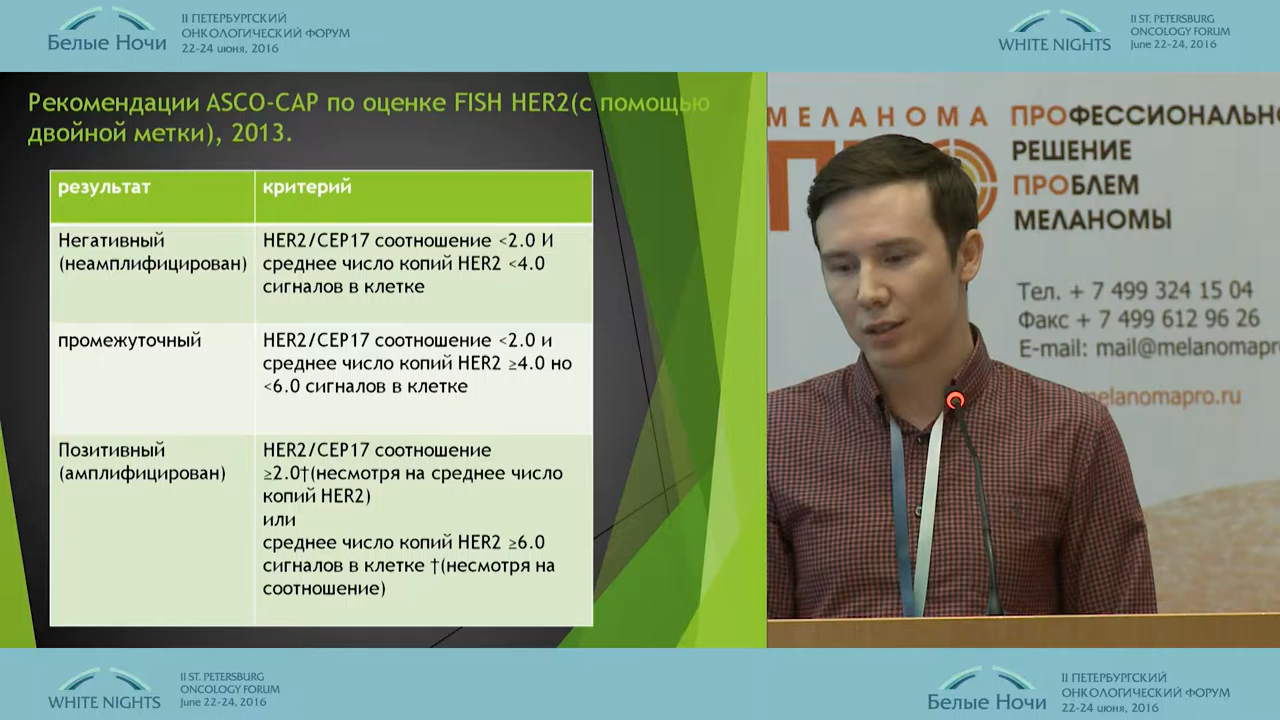 Белые Ночи
II ПЕТЕРБУРГСКИЙ
ОНКОЛОГИЧЕСКИЙ ФОРУМ
22-24 июня, 2016
WHITE NIGHTS
II ST. PETERSBURG
ONCOLOGY FORUM
June 22-24, 2016
Рекомендации ASCO-CAP по оценке FISH HER2(с помощью
двойной метки), 2013.
результат
критерий
Негативный
(неамплифицирован)
HER2/CEP17 соотношение <2.0 И
среднее число копий HER2 <4.0
сигналов в клетке
промежуточный
HER2/CEP17 соотношение <2.0 и
среднее число копий HER2 ≥4.0 но
<6.0 сигналов в клетке
Позитивный
(амплифицирован)
HER2/CEP17 соотношение
≥2.0†(несмотря на среднее число
копий HER2)
или
среднее число копий HER2 ≥6.0
сигналов в клетке †(несмотря на
соотношение)
МЕЛАНОМА
ПРОФЕССИОНАЛЬНО
РЕШЕНИЕ
ПРОБЛЕМ
МЕЛАНОМЫ
Тел. + 7 499 324 15 04
Факс + 7 499 612 96 26
E-mail: mail@melanomapr
melanomapro.ru
WHITE NIGHTS
II ST. PETERSBURG
ONCOLOGY FORUM
June 22-24, 2016
Белые Ночи
II ПЕТЕРБУРГСКИЙ
ОНКОЛОГИЧЕСКИЙ ФОРУМ
22-24 июня, 2016